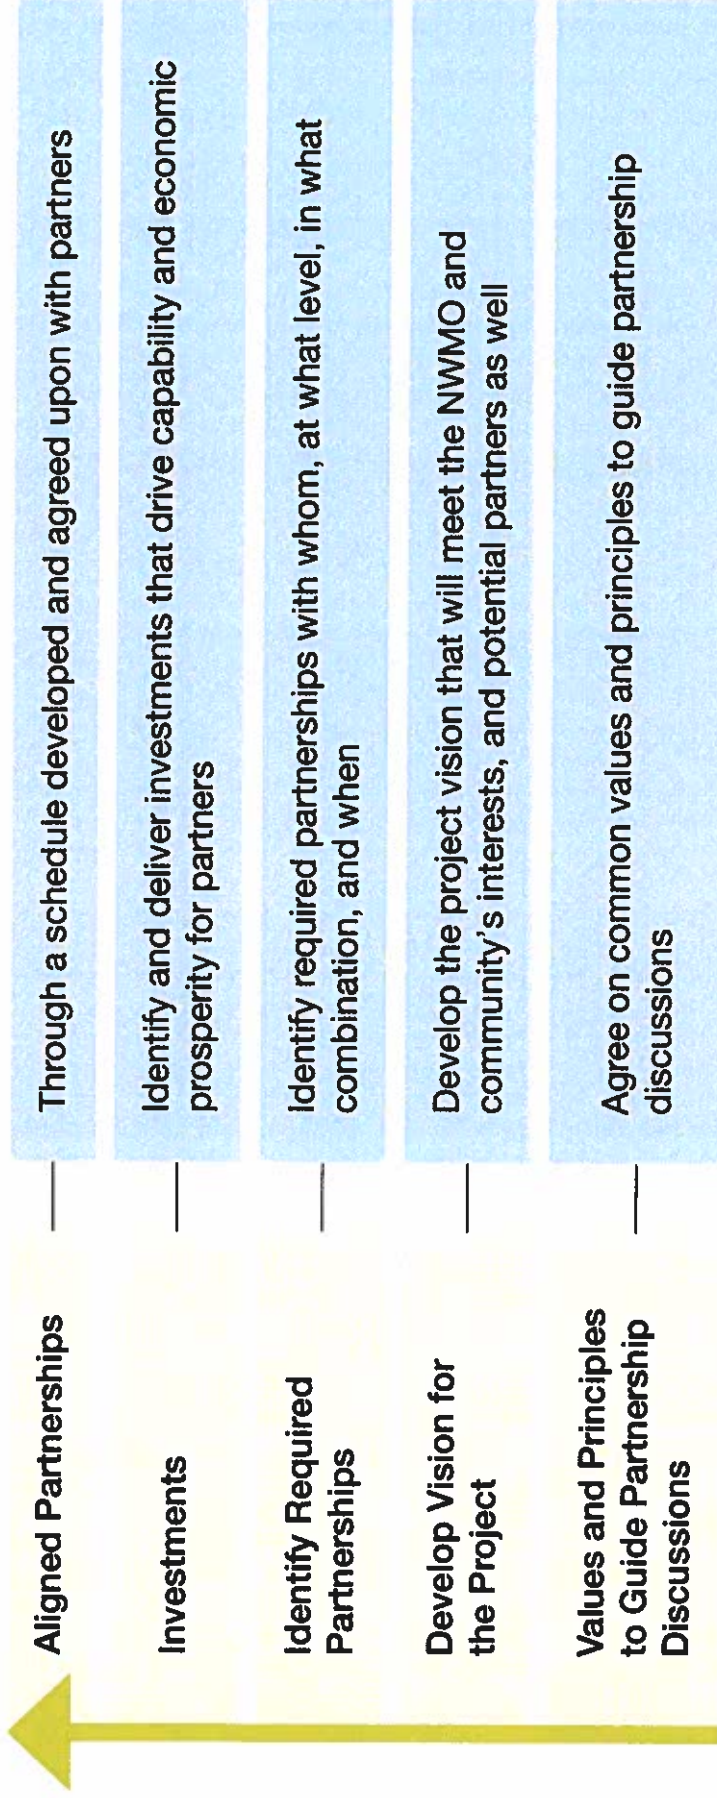 Aligned Partnerships
Through a schedule developed and agreed upon with partners
Investments
Identify and deliver investments that drive capability and economic
prosperity for partners
Identify Required
Partnerships
Identify required partnerships with whom, at what level, in what
combination, and when
Develop Vision for
the Project
Develop the project vision that will meet the NWMO and
community's interests, and potential partners as well
Values and Principles
to Guide Partnership
Discussions
Agree on common values and principles to guide partnership
discussions